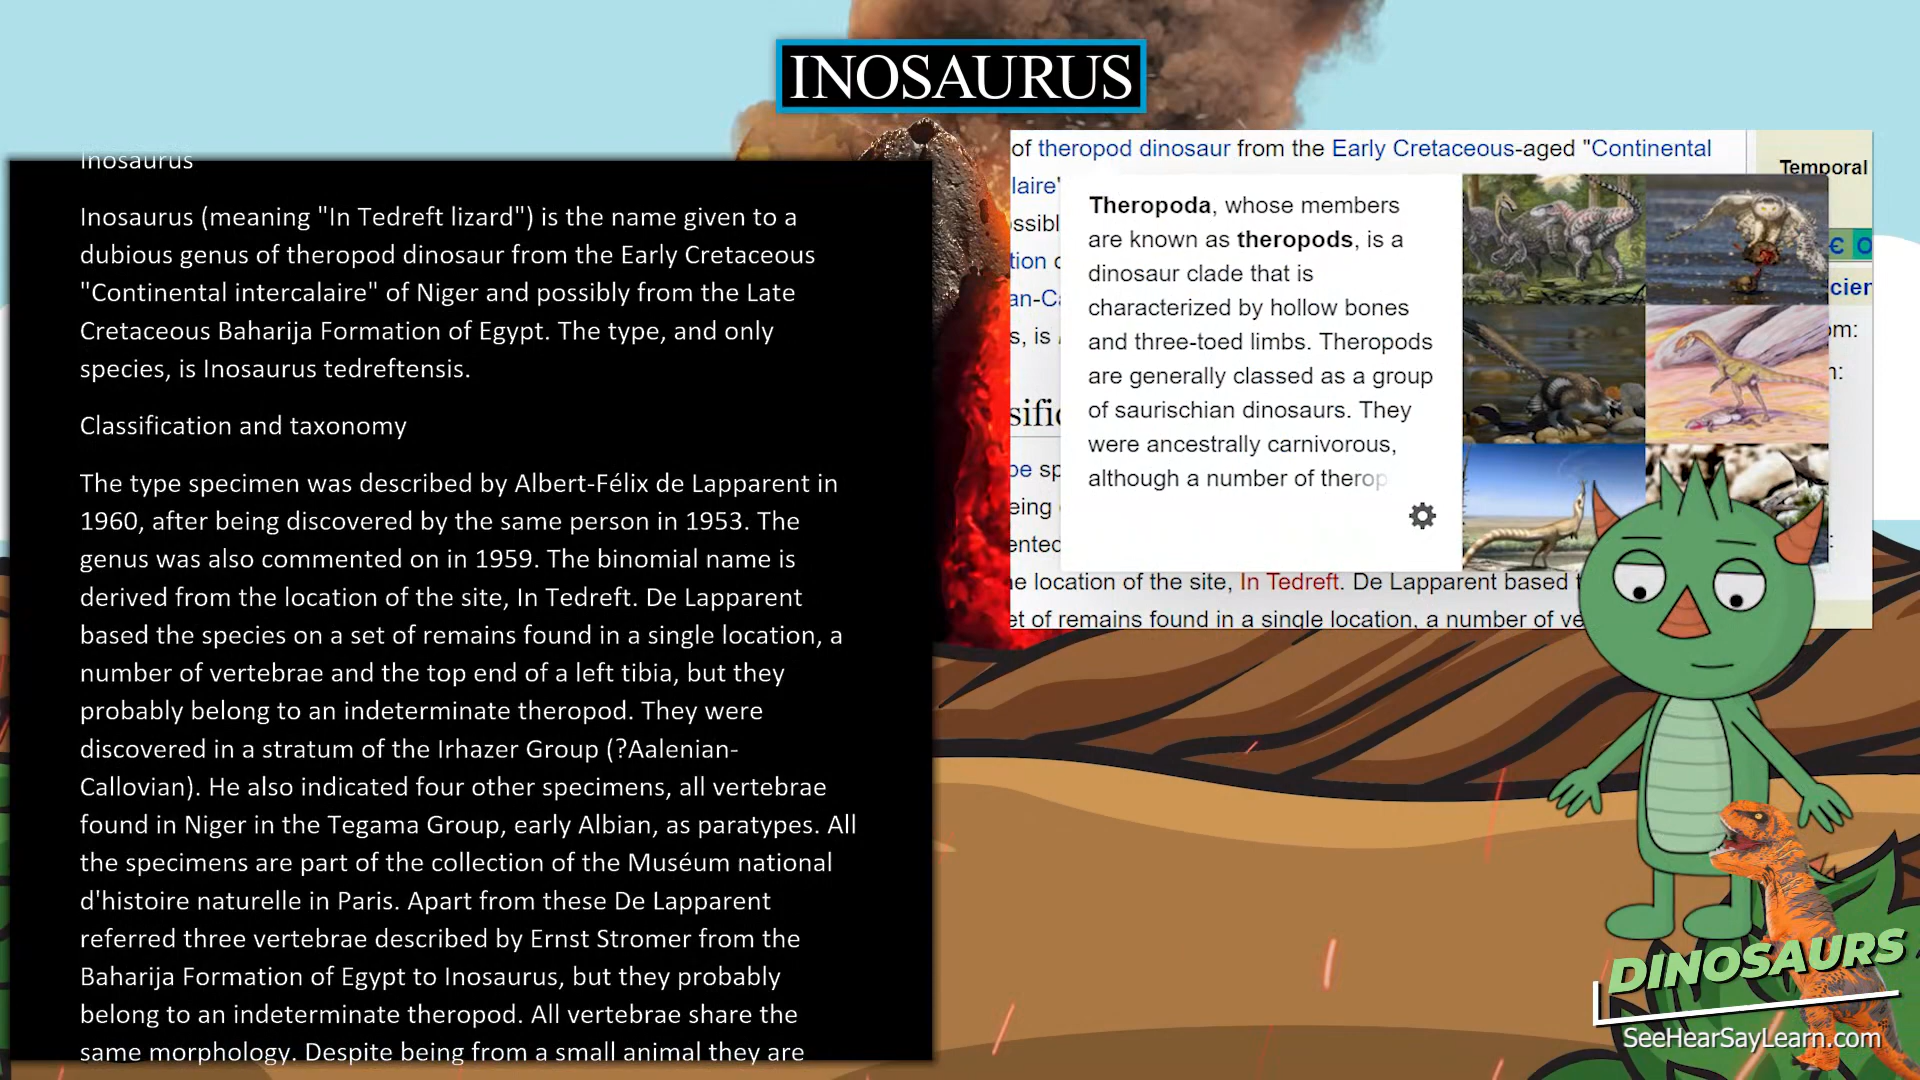 INOSAURUS
Inosaurus
Inosaurus (meaning "In Tedreft lizard") is the name given to a
dubious genus of theropod dinosaur from the Early Cretaceous
"Continental intercalaire" of Niger and possibly from the Late
Cretaceous Baharija Formation of Egypt. The type, and only
species, is Inosaurus tedreftensis.
Classification and taxonomy
The type specimen was described by Albert-Félix de Lapparent in
1960, after being discovered by the same person in 1953. The
genus was also commented on in 1959. The binomial name is
derived from the location of the site, In Tedreft. De Lapparent
based the species on a set of remains found in a single location, a
number of vertebrae and the top end of a left tibia, but they
probably belong to an indeterminate theropod. They were
discovered in a stratum of the Irhazer Group (?Aalenian-
Callovian). He also indicated four other specimens, all vertebrae
found in Niger in the Tegama Group, early Albian, as paratypes. All
the specimens are part of the collection of the Muséum national
d'histoire naturelle in Paris. Apart from these De Lapparent
referred three vertebrae described by Ernst Stromer from the
Baharija Formation of Egypt to Inosaurus, but they probably
belong to an indeterminate theropod. All vertebrae share the
same morphology. Despite being from a small animal they are
of theropod dinosaur from the Early Cretaceous-aged "Continental
Temporal
laire"
Theropoda, whose members
are known as theropods, is a
dinosaur clade that is
characterized by hollow bones
and three-toed limbs. Theropods
are generally classed as a group
of saurischian dinosaurs. They
were ancestrally carnivorous,
although a number of therop
ossibl
tion o
an-Ca
s, is
sific
pe sp
eing
ented
Є O
cien
om:
n:
:
e location of the site, In Tedreft. De Lapparent based
et of remains found in a single location, a number of ve
DINOSAURS
SeeHearSayLearn.com